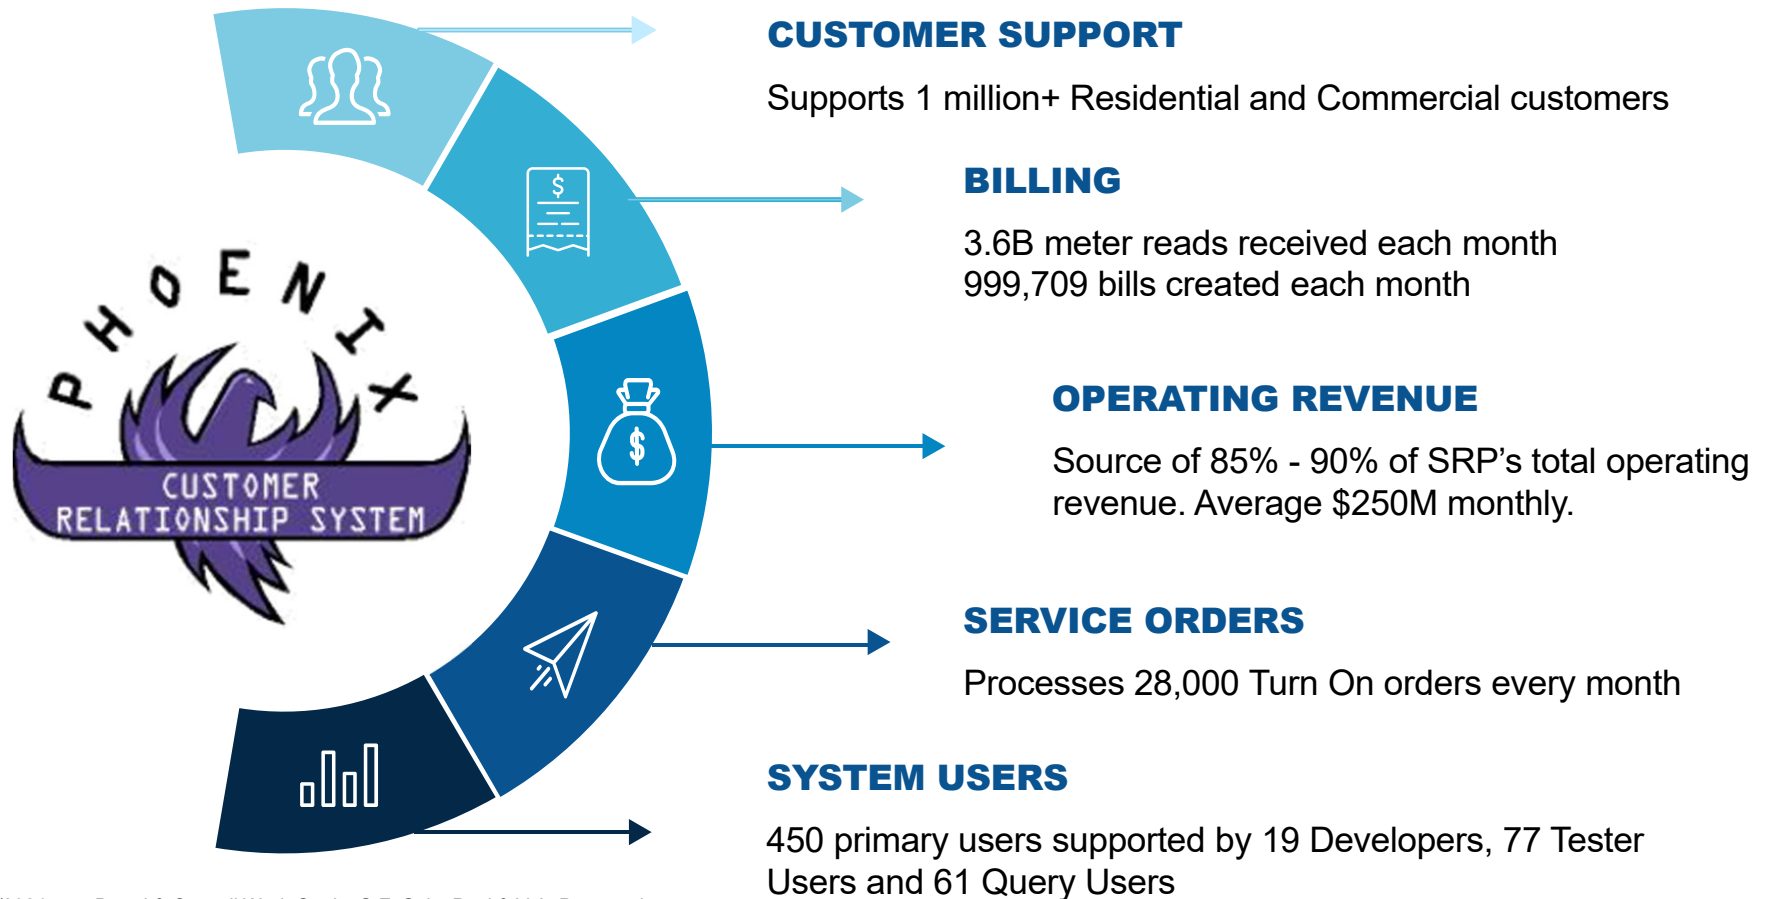 PHOENIX
CUSTOMER
RELATIONSHIP SYSTEM
CUSTOMER SUPPORT
Supports 1 million+ Residential and Commercial customers
$
BILLING
3.6B meter reads received each month
999,709 bills created each month
$
OPERATING REVENUE
Source of 85% - 90% of SRP’s total operating
revenue. Average $250M monthly.
SERVICE ORDERS
Processes 28,000 Turn On orders every month
SYSTEM USERS
450 primary users supported by 19 Developers, 77 Tester
Users and 61 Query Users